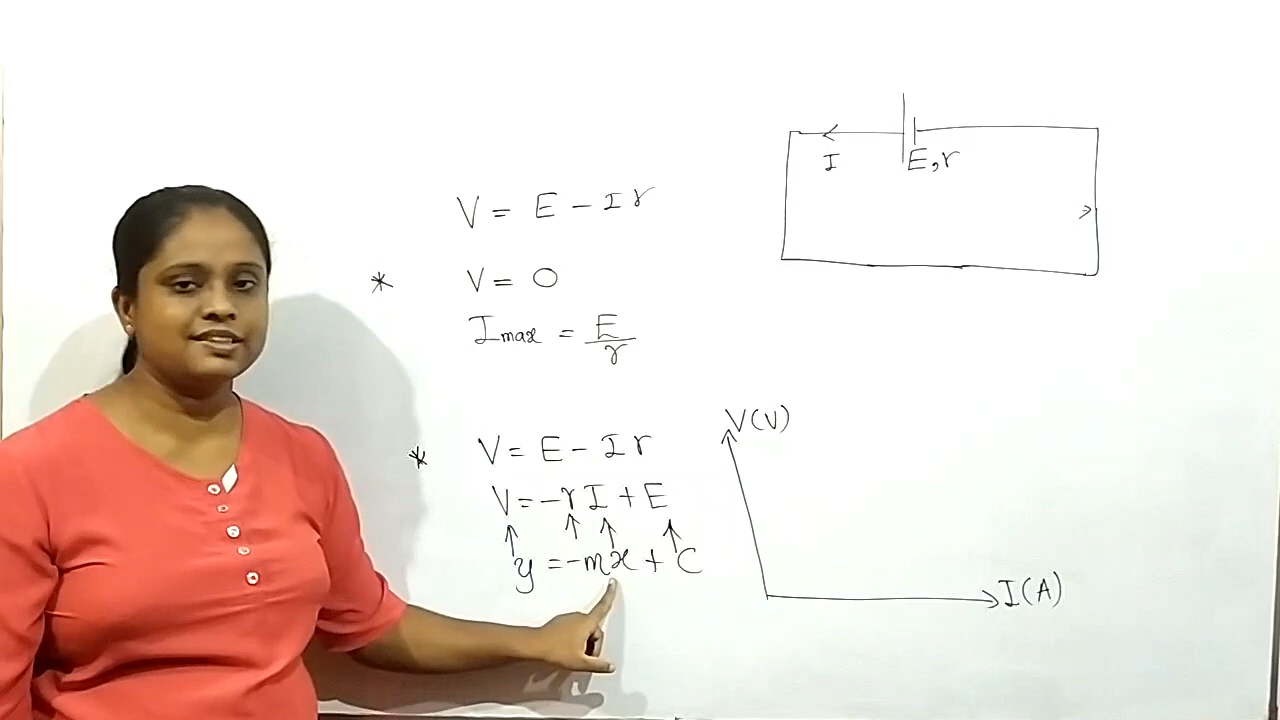 V = E - Ir
* V = 0
Imax = E/r
* V = E - Ir
V = -rI + E
y = -mx + C
I
E,r
V(V)
I(A)